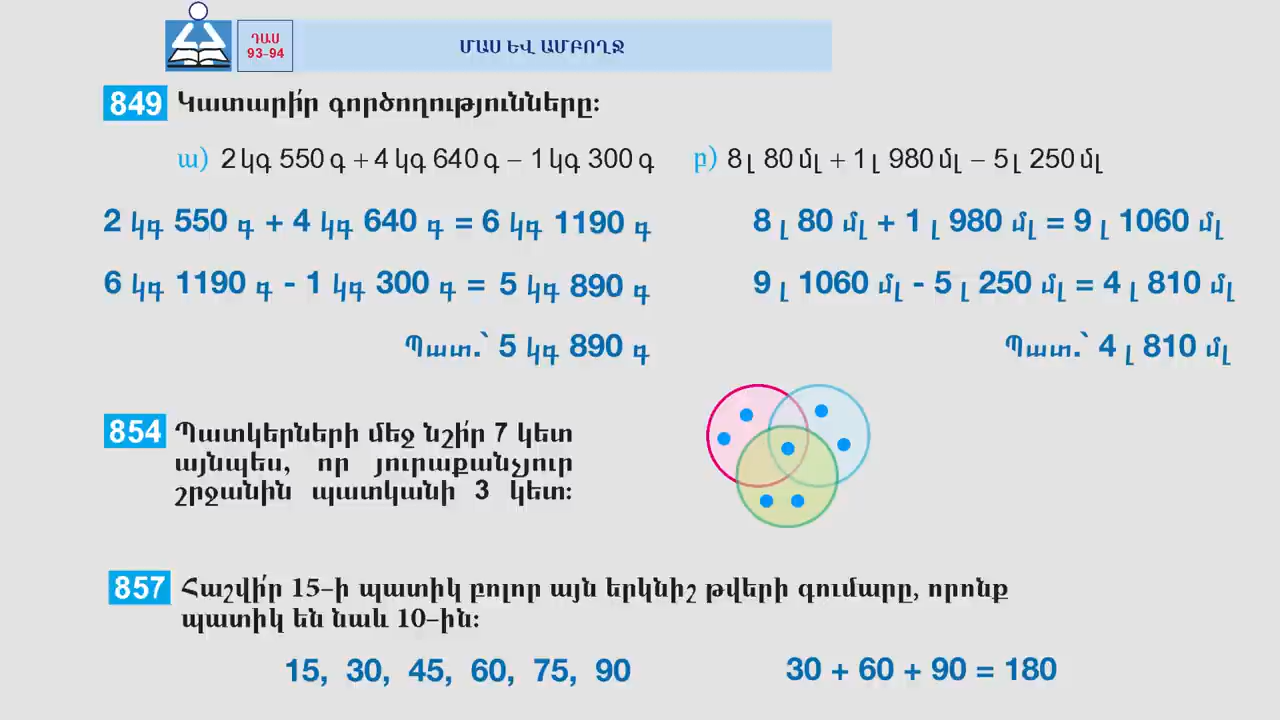 ԴԱՍ
93-94
ՄԱՍ ԵՎ ԱՄԲՈՂՋ
849 Կատարի՛ր գործողությունները:
ա) 2 կգ 550 գ + 4 կգ 640 գ – 1 կգ 300 գ
բ) 8 լ 80 մլ + 1 լ 980 մլ – 5 լ 250 մլ
2 կգ 550 գ + 4 կգ 640 գ = 6 կգ 1190 գ
8 լ 80 մլ + 1 լ 980 մլ = 9 լ 1060 մլ
6 կգ 1190 գ - 1 կգ 300 գ = 5 կգ 890 գ
9 լ 1060 մլ - 5 լ 250 մլ = 4 լ 810 մլ
Պատ.՝ 5 կգ 890 գ
Պատ.՝ 4 լ 810 մլ
854 Պատկերների մեջ նշի՛ր 7 կետ
այնպես, որ յուրաքանչյուր
շրջանին պատկանի 3 կետ:
857 Հաշվի՛ր 15–ի պատիկ բոլոր այն երկնիշ թվերի գումարը, որոնք
պատիկ են նաև 10–ին:
15, 30, 45, 60, 75, 90
30 + 60 + 90 = 180